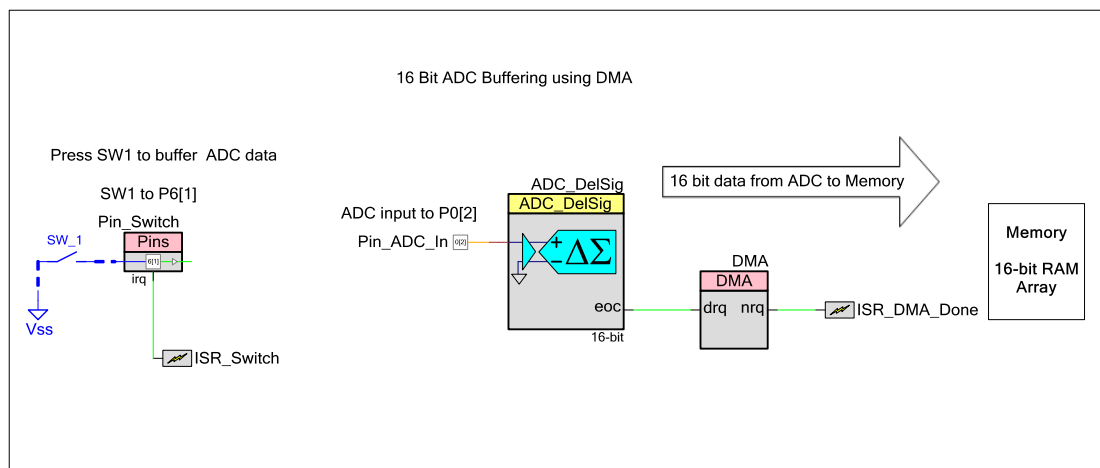 16 Bit ADC Buffering using DMA
Press SW1 to buffer ADC data
SW1 to P6[1]
Pin_Switch
Pins
SW_1
6[1]
irq
Vss
ISR_Switch
ADC input to P0[2]
Pin_ADC_In
0[2]
ADC_DelSig
ADC_DelSig
+
-
ΔΣ
eoc
16-bit
16 bit data from ADC to Memory
DMA
DMA
drq nrq
ISR_DMA_Done
Memory
16-bit RAM
Array